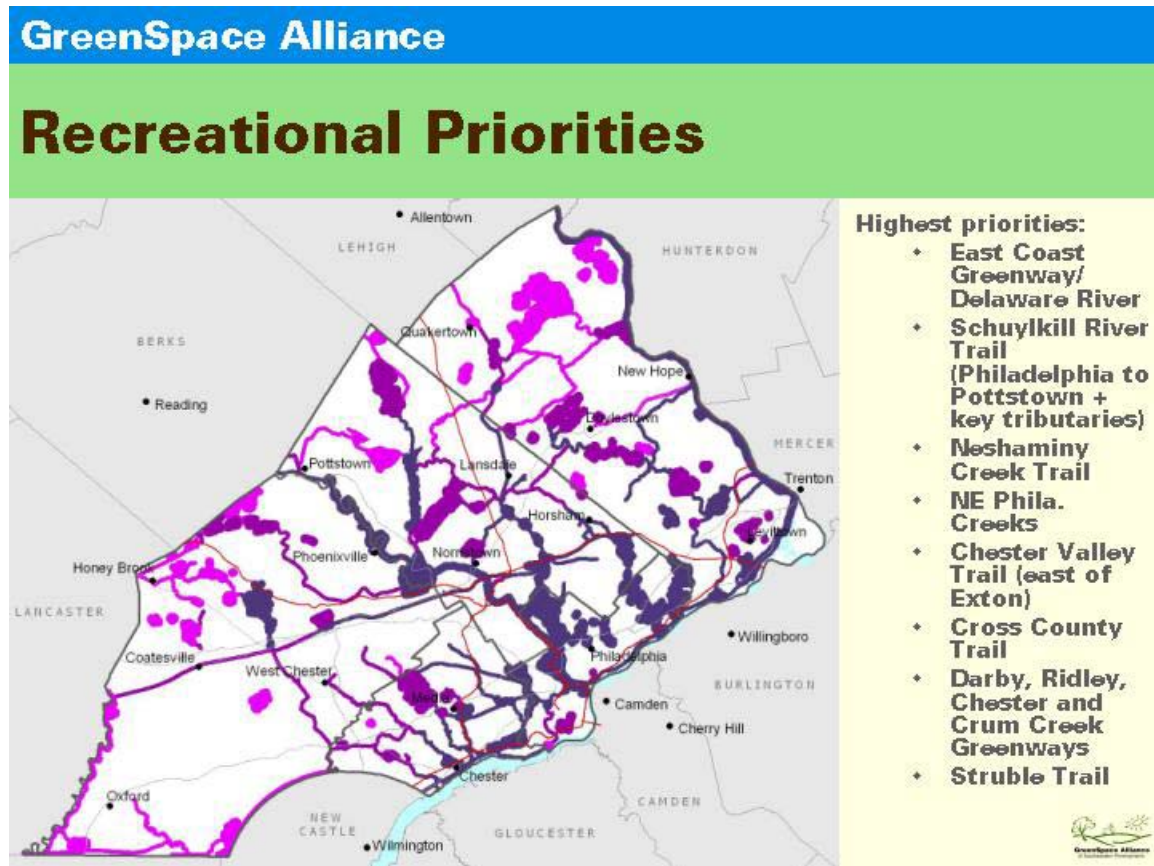 GreenSpace Alliance
Recreational Priorities
Allentown
LEHIGH
HUNTERDON
Quakertown
BERKS
New Hope
Reading
Doylestown
MERCER
Pottstown
Lansdale
Trenton
Horsham
Levittown
Phoenixville
Norristown
Honey Brook
LANCASTER
Willingboro
Coatesville
Philadelphia
West Chester
BURLINGTON
Media
Camden
Cherry Hill
Chester
Oxford
CAMDEN
NEW
CASTLE
GLOUCESTER
Wilmington
Highest priorities:
• East Coast
Greenway/
Delaware River
• Schuylkill River
Trail
(Philadelphia to
Pottstown +
key tributaries)
• Neshaminy
Creek Trail
• NE Phila.
Creeks
• Chester Valley
Trail (east of
Exton)
• Cross County
Trail
• Darby, Ridley,
Chester and
Crum Creek
Greenways
• Struble Trail
GreenSpace Alliance